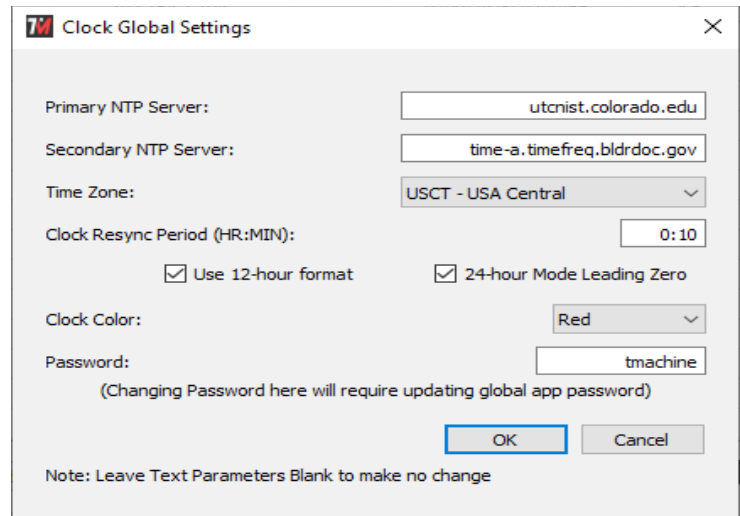 TM Clock Global Settings
Primary NTP Server: utcnist.colorado.edu
Secondary NTP Server: time-a.timefreq.bldrdoc.gov
Time Zone: USCT - USA Central
Clock Resync Period (HR:MIN): 0:10
Use 12-hour format 24-hour Mode Leading Zero
Clock Color: Red
Password: tmachine
(Changing Password here will require updating global app password)
OK Cancel
Note: Leave Text Parameters Blank to make no change